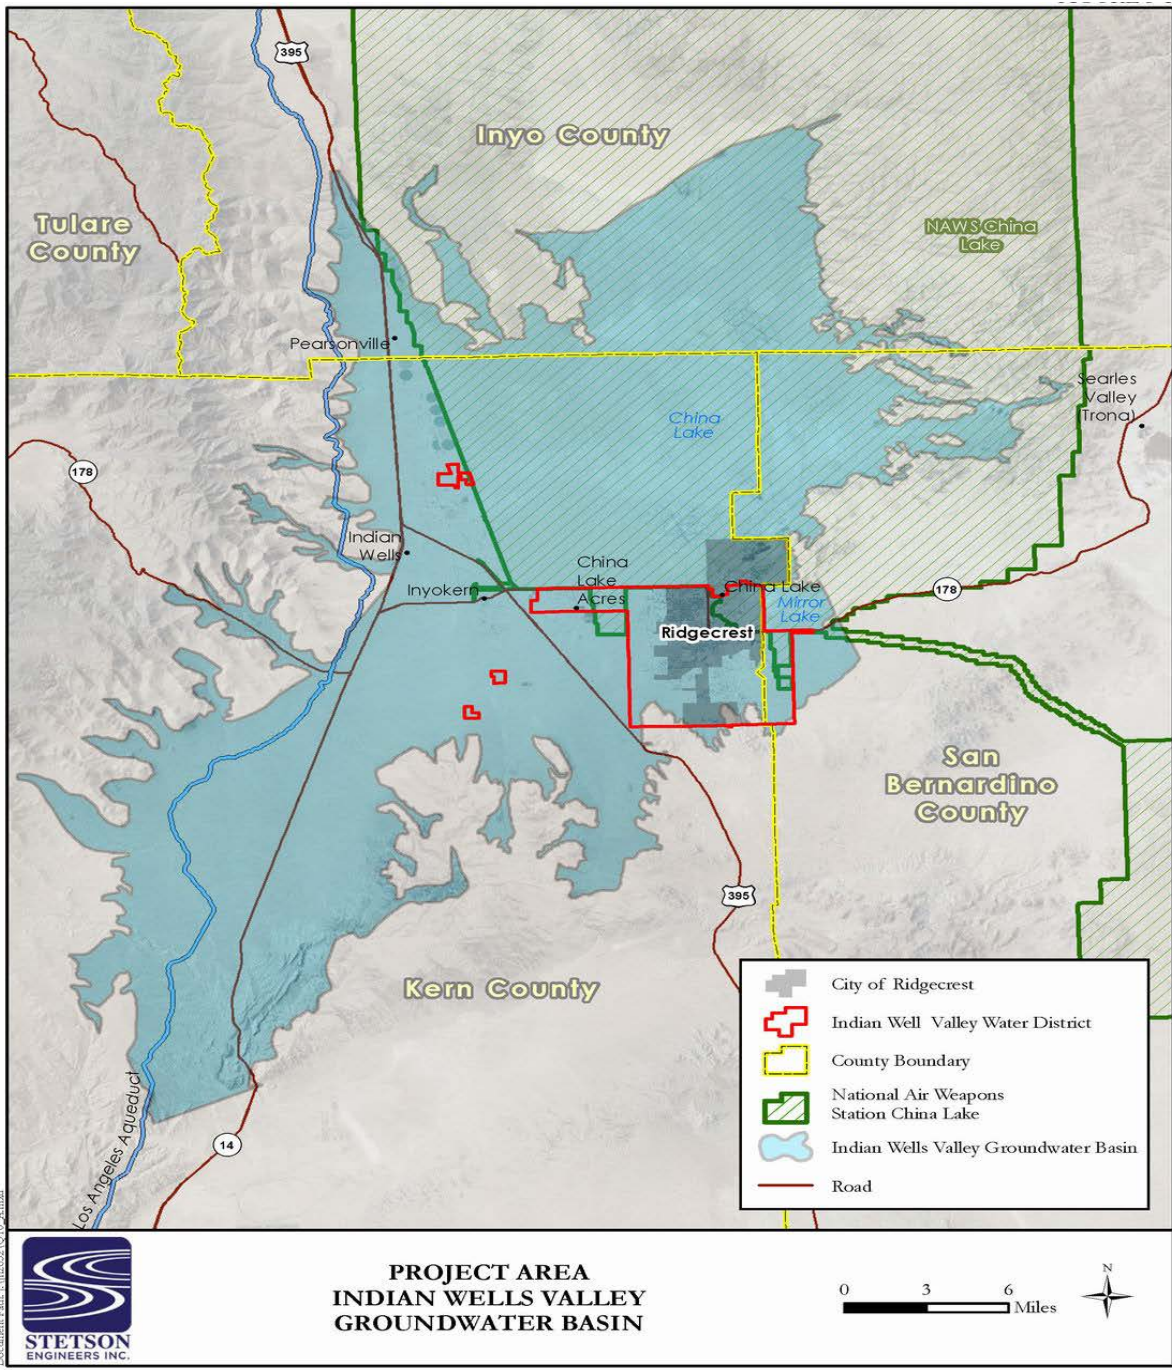 395
Inyo County
Tulare
County
NAWS China
Lake
Pearsonville
Searles
Valley
(Trona)
China
Lake
178
Indian
Wells
China
Lake
Acres
Inyokern
China Lake
Mirror
Lake
178
Ridgecrest
San
Bernardino
County
395
Kern County
Los Angeles Aqueduct
14
City of Ridgecrest
Indian Well Valley Water District
County Boundary
National Air Weapons
Station China Lake
Indian Wells Valley Groundwater Basin
Road
STETSON
ENGINEERS INC.
PROJECT AREA
INDIAN WELLS VALLEY
GROUNDWATER BASIN
0 3 6
Miles
N